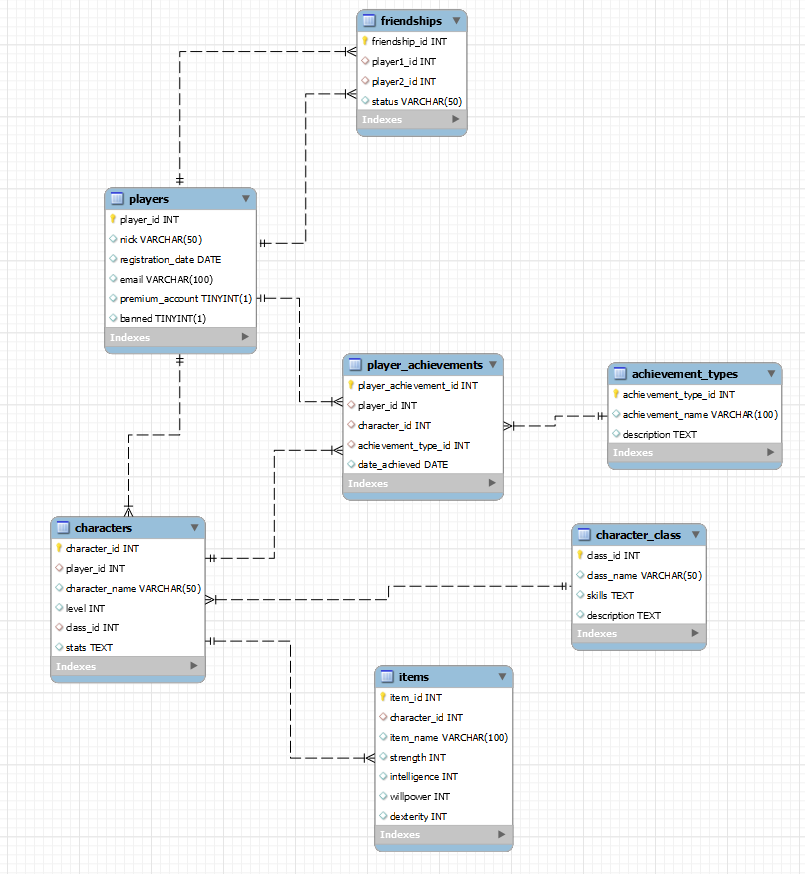 friendships
friendship_id INT
player1_id INT
player2_id INT
status VARCHAR(50)
Indexes
players
player_id INT
nick VARCHAR(50)
registration_date DATE
email VARCHAR(100)
premium_account TINYINT(1)
banned TINYINT(1)
Indexes
player_achievements
player_achievement_id INT
player_id INT
character_id INT
achievement_type_id INT
date_achieved DATE
Indexes
achievement_types
achievement_type_id INT
achievement_name VARCHAR(100)
description TEXT
Indexes
characters
character_id INT
player_id INT
character_name VARCHAR(50)
level INT
class_id INT
stats TEXT
Indexes
character_class
class_id INT
class_name VARCHAR(50)
skills TEXT
description TEXT
Indexes
items
item_id INT
character_id INT
item_name VARCHAR(100)
strength INT
intelligence INT
willpower INT
dexterity INT
Indexes